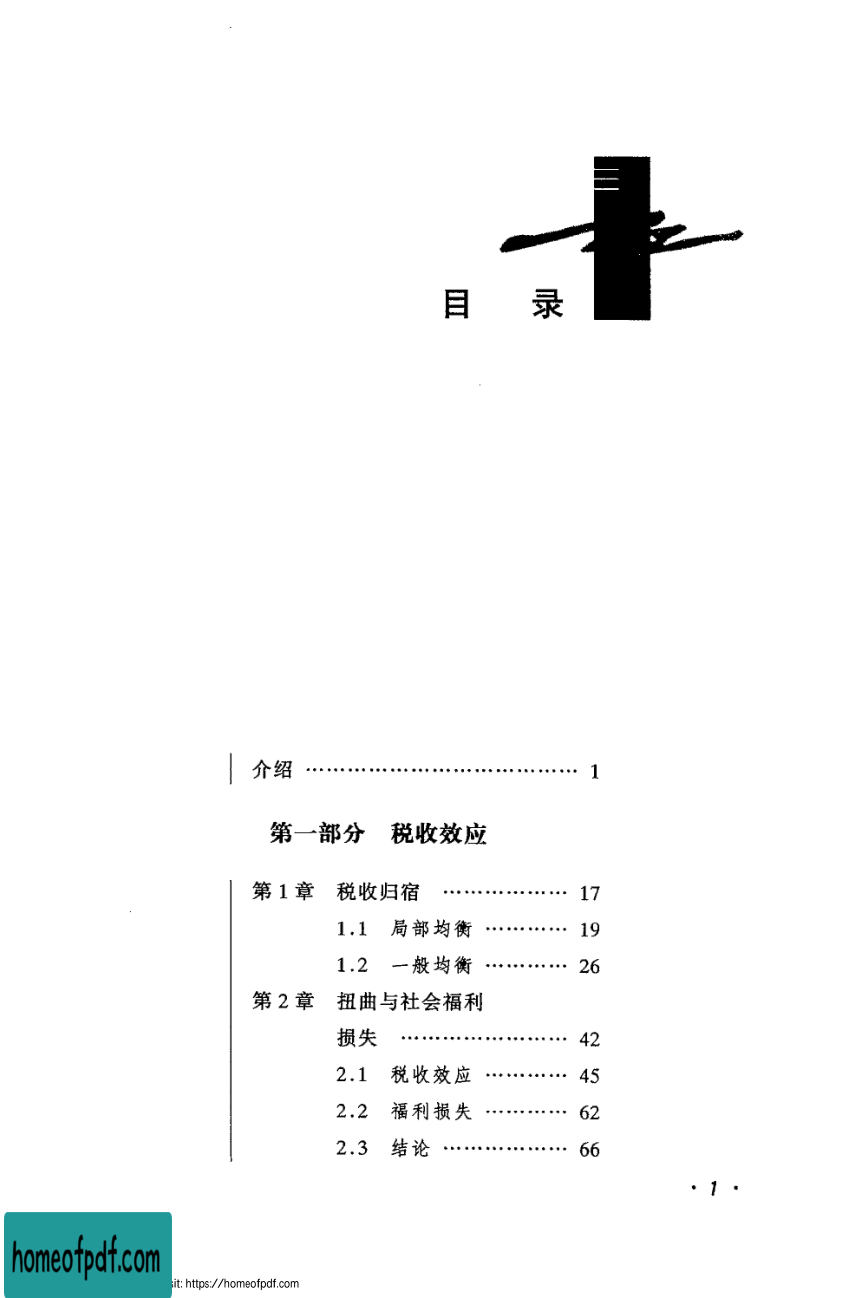 目 录
介绍 …………………………………… 1
第一部分 税收效应
第 1 章 税收归宿 ……………… 17
1.1 局部均衡 ………… 19
1.2 一般均衡 ………… 26
第 2 章 扭曲与社会福利
损失 …………………… 42
2.1 税收效应 ………… 45
2.2 福利损失 ………… 62
2.3 结论 ……………… 66
· 1 ·
homeofpdf.com
sit: https://homeofpdf.com